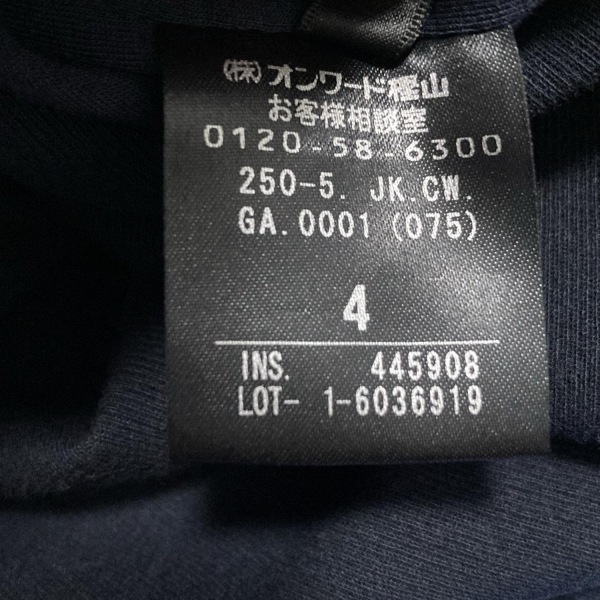 ㈱オンワード樫山
お客様相談室
0120-58-6300
250-5. JK.CW.
GA.0001 (075)
4
INS. 445908
LOT- 1-6036919